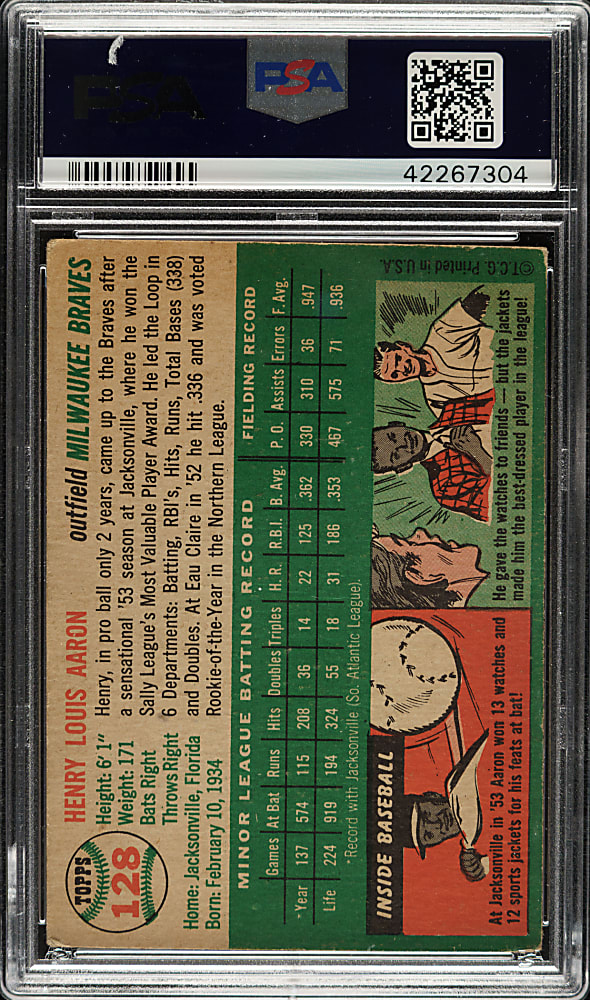 PSA
PSA
42267304
TOPPS
128
HENRY LOUIS AARON outfield MILWAUKEE BRAVES
Height: 6' 1"
Weight: 171
Bats Right
Throws Right
Home: Jacksonville, Florida
Born: February 10, 1934
Henry, in pro ball only 2 years, came up to the Braves after
a sensational '53 season at Jacksonville, where he won the
Sally League's Most Valuable Player Award. He led the Loop in
6 Departments: Batting, RBI's, Hits, Runs, Total Bases (338)
and Doubles. At Eau Claire in '52 he hit .336 and was voted
Rookie-of-the-Year in the Northern League.
MINOR LEAGUE BATTING RECORD FIELDING RECORD
Games At Bat Runs Hits Doubles Triples H.R. R.B.I. B. Avg. P.O. Assists Errors F. Avg.
Year 137 574 115 208 36 14 22 125 .362 330 310 36 .947
Life 224 919 194 324 55 18 31 186 .353 467 575 71 .936
*Record with Jacksonville (So. Atlantic League).
©T.C.G. Printed in U.S.A.
INSIDE BASEBALL
At Jacksonville in '53 Aaron won 13 watches and
12 sports jackets for his feats at bat!
He gave the watches to friends — but the jackets
made him the best-dressed player in the league!